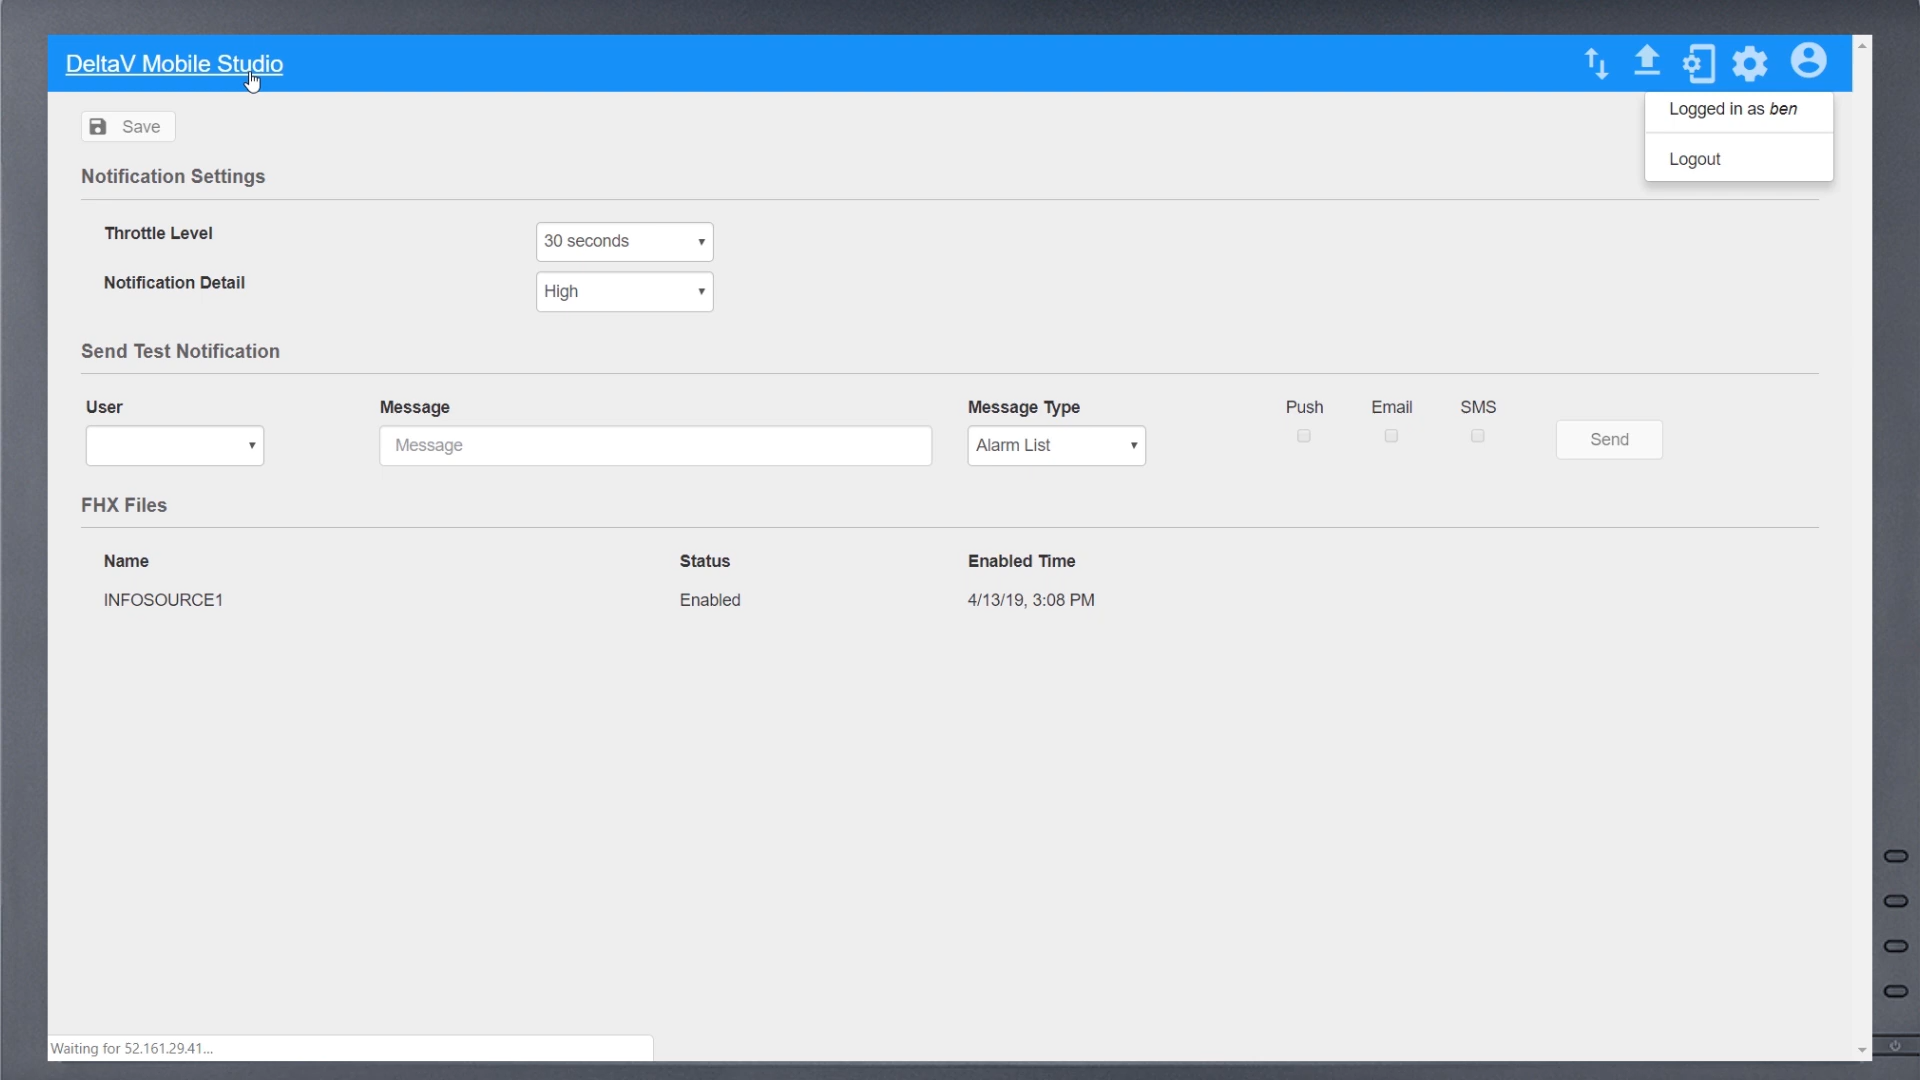 DeltaV Mobile Studio
Logged in as ben
Logout
Save
Notification Settings
Throttle Level
30 seconds
Notification Detail
High
Send Test Notification
User Message Message Type Push Email SMS
Message Alarm List Send
FHX Files
Name Status Enabled Time
INFOSOURCE1 Enabled 4/13/19, 3:08 PM
Waiting for 52.161.29.41...